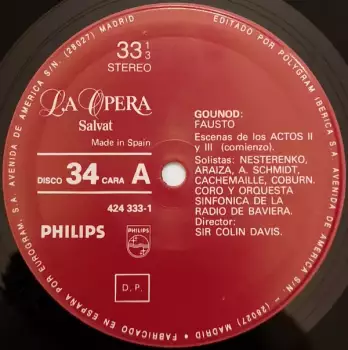 S.A. AVENIDA DE AMERICA S/N. (28027) MADRID
EDITADO POR POLYGRAM IBERICA S.A. AVENIDA DE AMERICA S/N. - (28027) MADRID
FABRICADO EN ESPAÑA POR EUROGRAM, S.A.
33 1/3
STEREO
LA OPERA
Salvat
Made in Spain
DISCO 34 CARA A
424 333-1
PHILIPS
PHILIPS
D. P.
GOUNOD:
FAUSTO
Escenas de los ACTOS II
y III (comienzo).
Solistas: NESTERENKO,
ARAIZA, A. SCHMIDT,
CACHEMAILLE, COBURN.
CORO Y ORQUESTA
SINFONICA DE LA
RADIO DE BAVIERA.
Director:
SIR COLIN DAVIS.